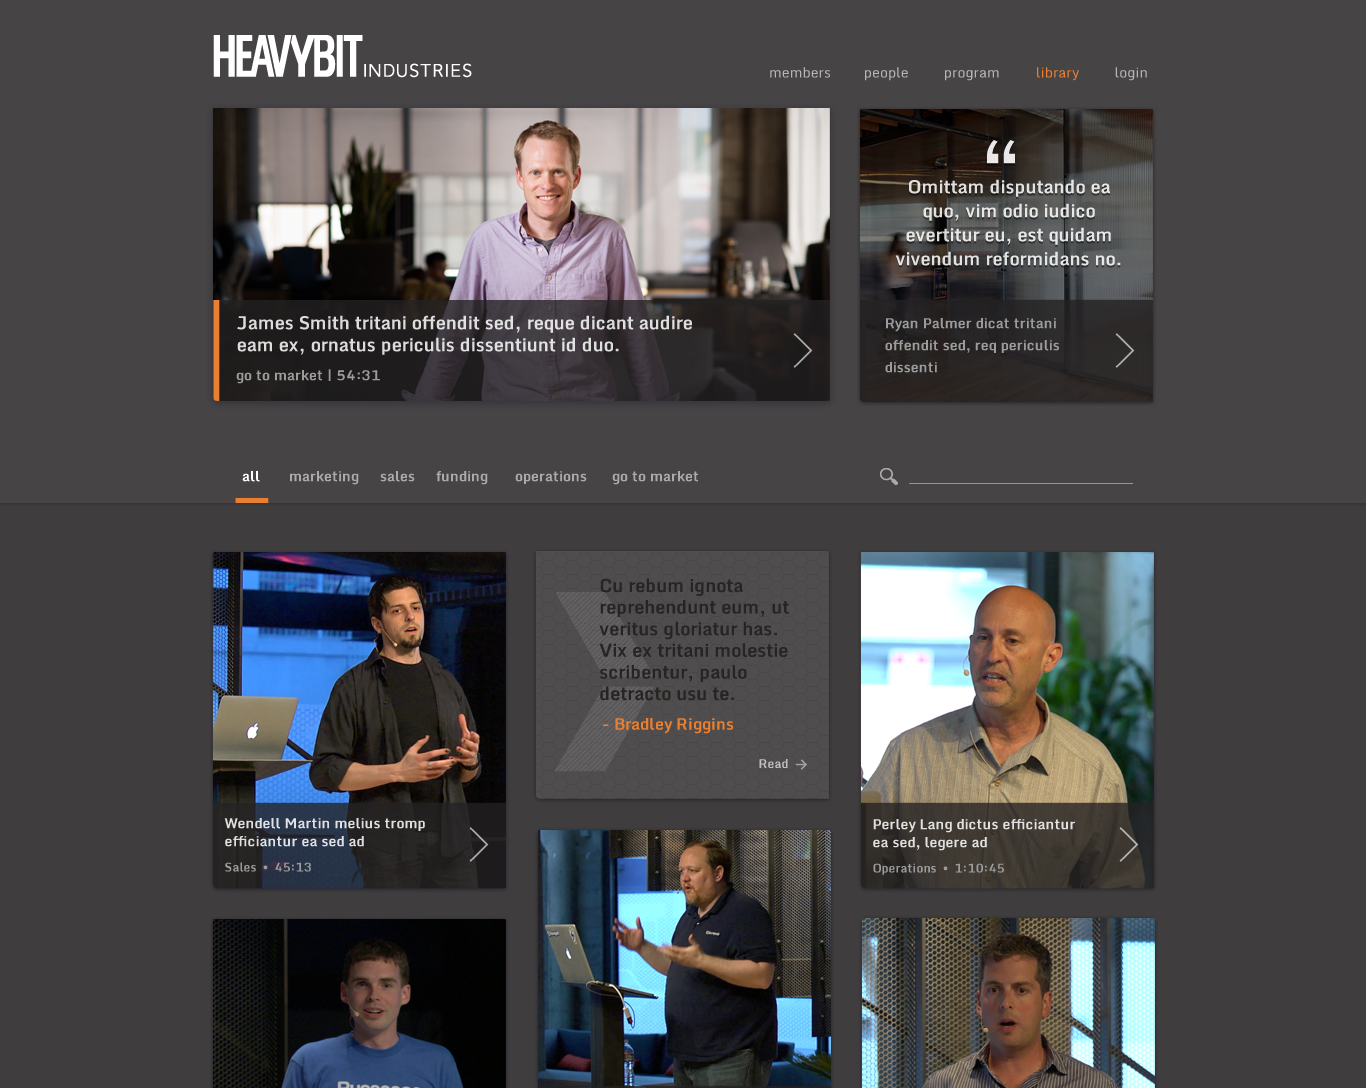 HEAVYBIT INDUSTRIES
members people program library login
“
Omittam disputando ea
quo, vim odio iudico
evertitur eu, est quidam
vivendum reformidans no.
James Smith tritani offendit sed, reque dicant audire
eam ex, ornatus periculis dissentiunt id duo.
go to market | 54:31
Ryan Palmer dicat tritani
offendit sed, req periculis
dissenti
all marketing sales funding operations go to market
Cu rebum ignota
reprehendunt eum, ut
veritus gloriatur has.
Vix ex tritani molestie
scribentur, paulo
detracto usu te.
- Bradley Riggins
Read
Wendell Martin melius tromp
efficiantur ea sed ad
Sales • 45:13
Perley Lang dictus efficiantur
ea sed, legere ad
Operations • 1:10:45